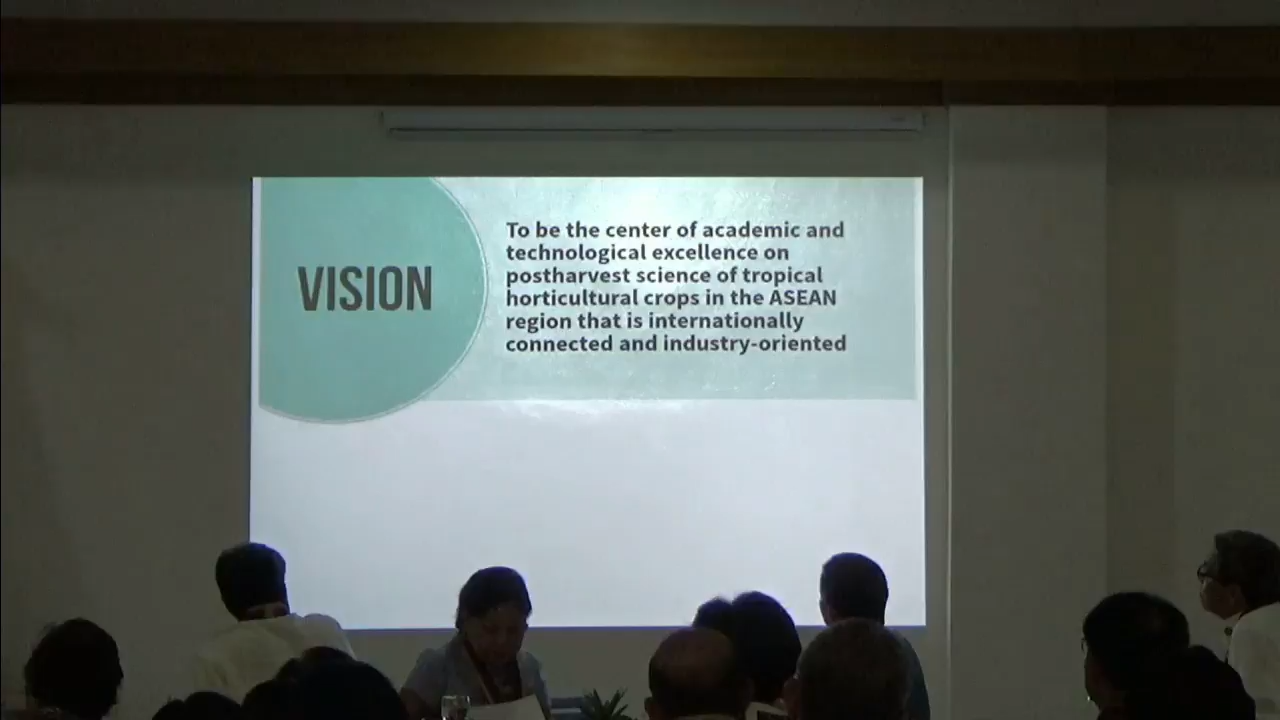 VISION
To be the center of academic and
technological excellence on
postharvest science of tropical
horticultural crops in the ASEAN
region that is internationally
connected and industry-oriented